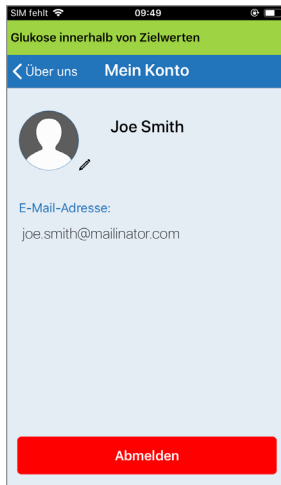 SIM fehlt 09:49
Glukose innerhalb von Zielwerten
Über uns Mein Konto
Joe Smith
E-Mail-Adresse:
joe.smith@mailinator.com
Abmelden